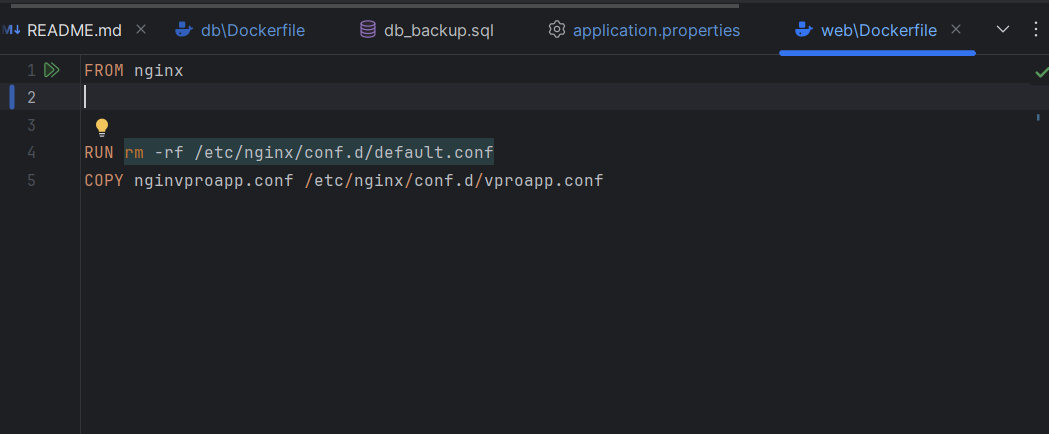 M↓ README.md db\Dockerfile db_backup.sql application.properties web\Dockerfile
1 FROM nginx
2
3
4 RUN rm -rf /etc/nginx/conf.d/default.conf
5 COPY nginvproapp.conf /etc/nginx/conf.d/vproapp.conf